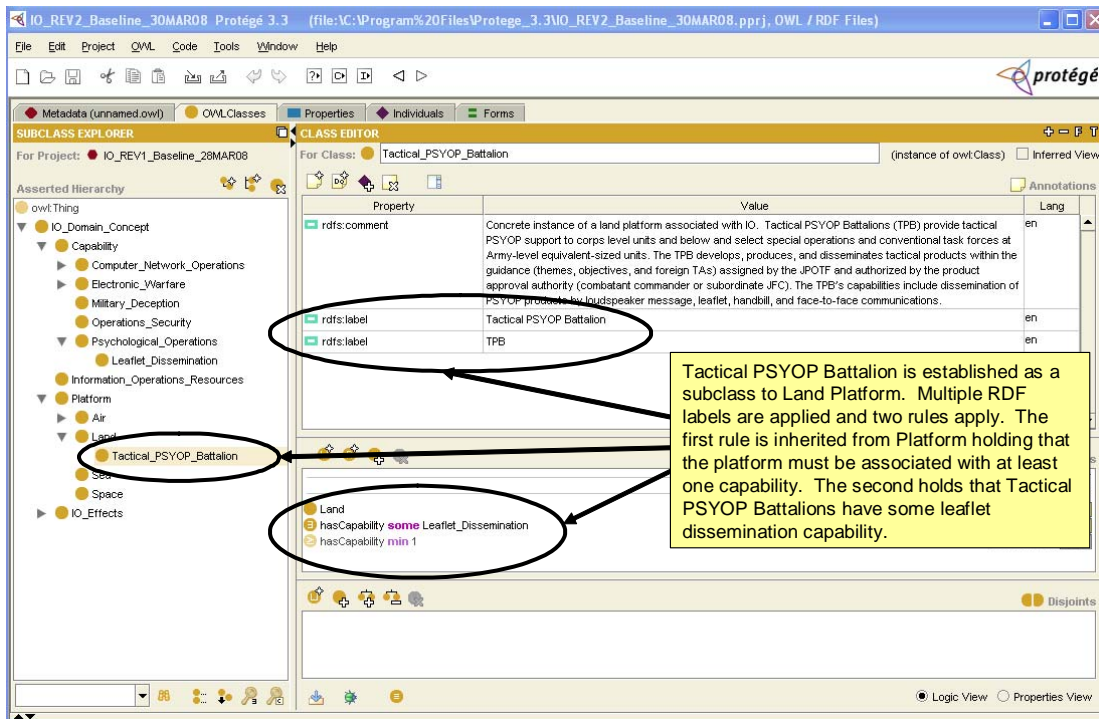 IO_REV2_Baseline_30MAR08 Protégé 3.3 (file:\C:\Program%20Files\Protege_3.3\IO_REV2_Baseline_30MAR08.pprj, OWL / RDF Files)
File Edit Project OWL Code Tools Window Help
protégé
Metadata (unnamed.owl) OWLClasses Properties Individuals Forms
SUBCLASS EXPLORER
For Project: IO_REV1_Baseline_28MAR08
Asserted Hierarchy
owl:Thing
IO_Domain_Concept
Capability
Computer_Network_Operations
Electronic_Warfare
Military_Deception
Operations_Security
Psychological_Operations
Leaflet_Dissemination
Information_Operations_Resources
Platform
Air
Land
Tactical_PSYOP_Battalion
Sea
Space
IO_Effects
CLASS EDITOR
For Class: Tactical_PSYOP_Battalion (instance of owl:Class) Inferred View
Annotations
Property Value Lang
rdfs:comment Concrete instance of a land platform associated with IO. Tactical PSYOP Battalions (TPB) provide tactical en
PSYOP support to corps level units and below and select special operations and conventional task forces at
Army-level equivalent-sized units. The TPB develops, produces, and disseminates tactical products within the
guidance (themes, objectives, and foreign TAs) assigned by the JPOTF and authorized by the product
approval authority (combatant commander or subordinate JFC). The TPB's capabilities include dissemination of
PSYOP products by loudspeaker message, leaflet, handbill, and face-to-face communications.
rdfs:label Tactical PSYOP Battalion en
rdfs:label TPB en
Tactical PSYOP Battalion is established as a
subclass to Land Platform. Multiple RDF
labels are applied and two rules apply. The
first rule is inherited from Platform holding that
the platform must be associated with at least
one capability. The second holds that Tactical
PSYOP Battalions have some leaflet
dissemination capability.
Land
hasCapability some Leaflet_Dissemination
hasCapability min 1
Disjoints
Logic View Properties View